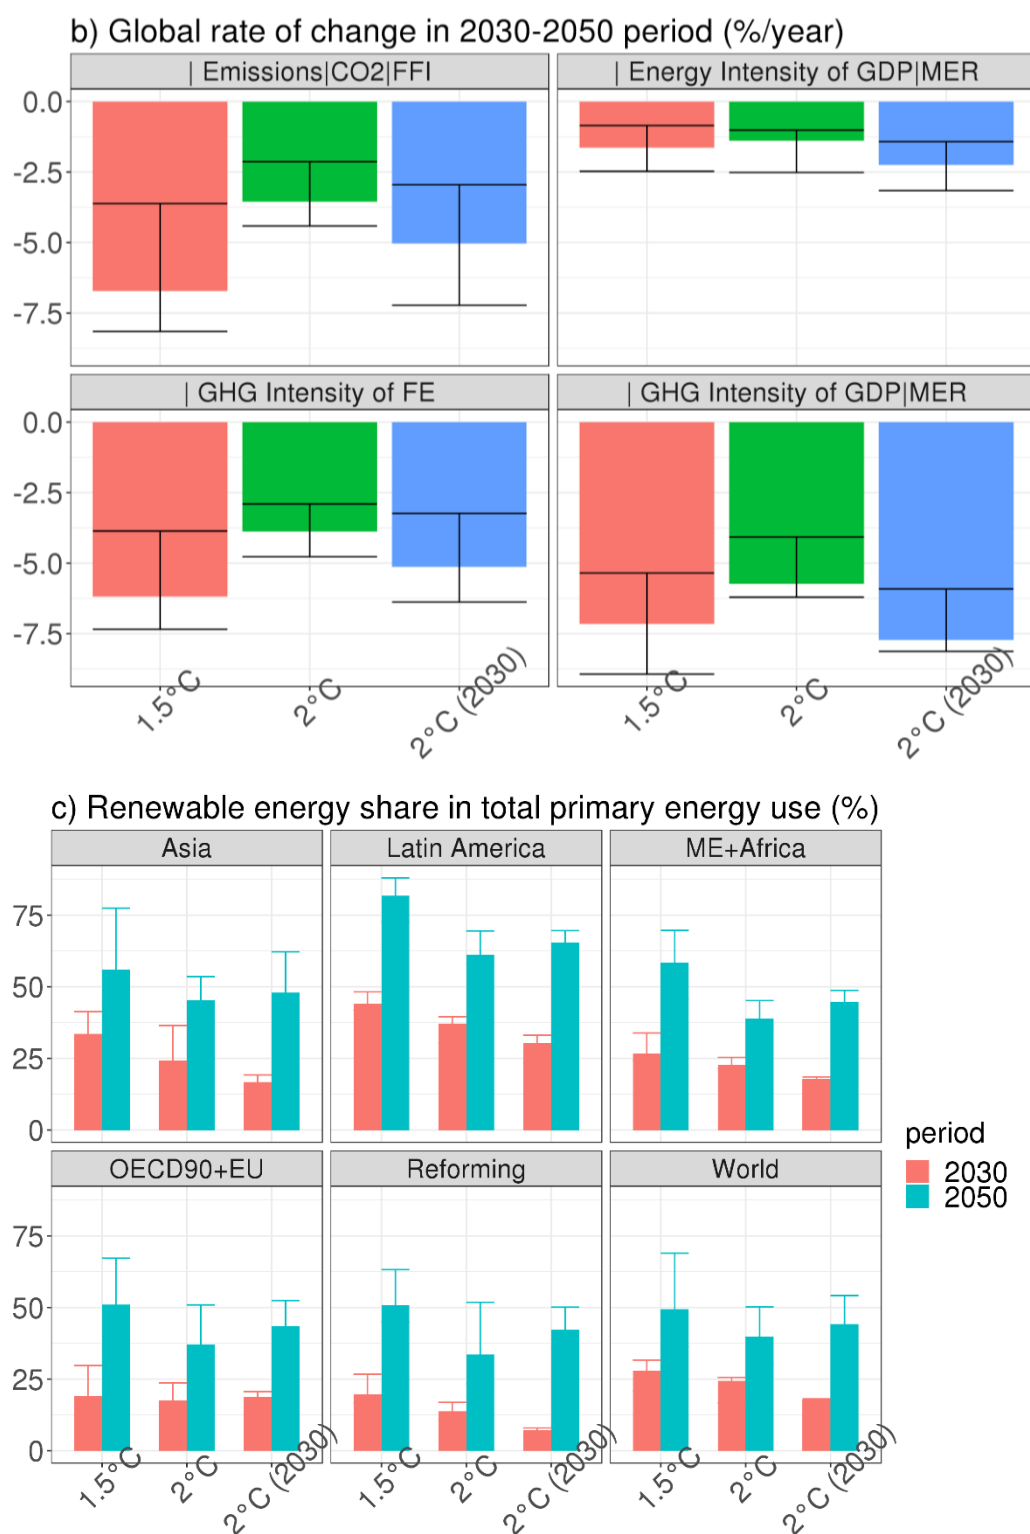 b) Global rate of change in 2030-2050 period (%/year)
| Emissions|CO2|FFI
| Energy Intensity of GDP|MER
0.0
-2.5
-5.0
-7.5
| GHG Intensity of FE
| GHG Intensity of GDP|MER
0.0
-2.5
-5.0
-7.5
1.5°C
2°C
2°C (2030)
1.5°C
2°C
2°C (2030)
c) Renewable energy share in total primary energy use (%)
Asia
Latin America
ME+Africa
75
50
25
0
OECD90+EU
Reforming
World
75
50
25
0
1.5°C
2°C
2°C (2030)
1.5°C
2°C
2°C (2030)
1.5°C
2°C
2°C (2030)
period
2030
2050